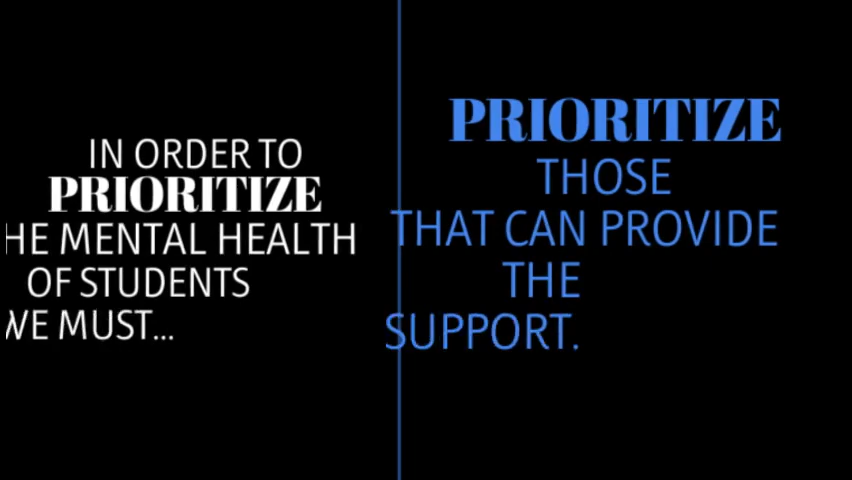 IN ORDER TO
PRIORITIZE
HE MENTAL HEALTH
OF STUDENTS
WE MUST...
PRIORITIZE
THOSE
THAT CAN PROVIDE
THE
SUPPORT.